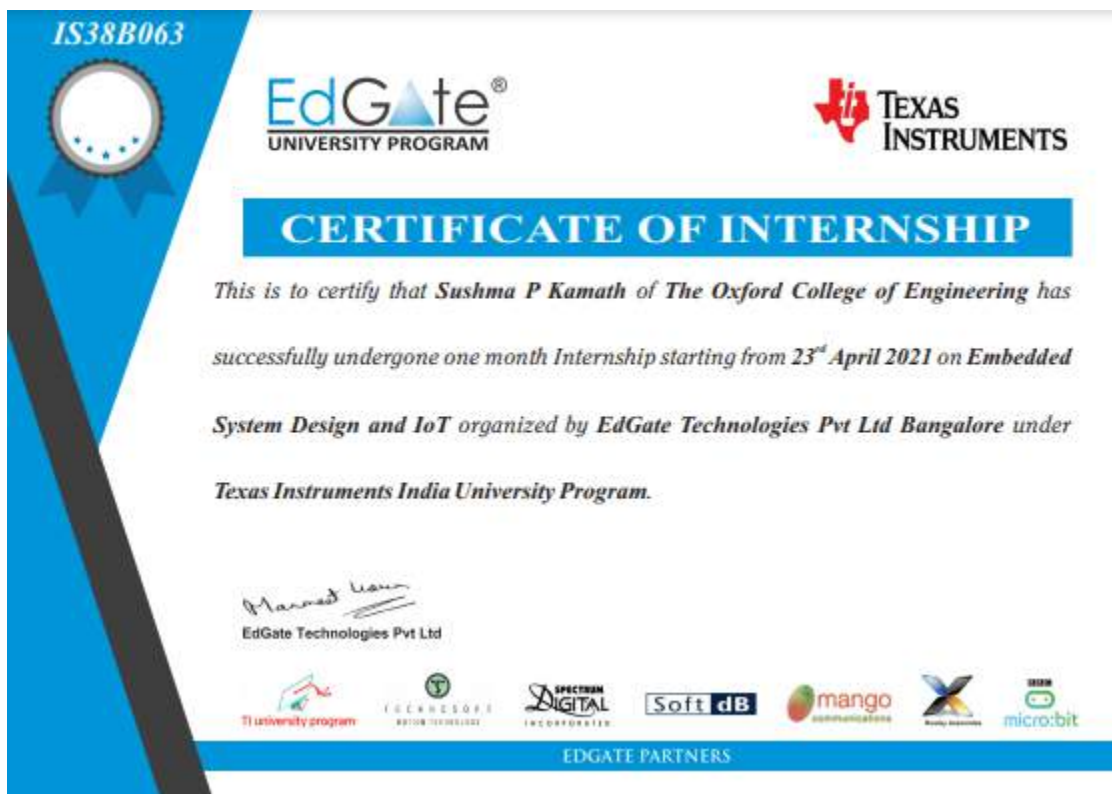 IS38B063
EdGate®
UNIVERSITY PROGRAM
TEXAS
INSTRUMENTS
CERTIFICATE OF INTERNSHIP
This is to certify that Sushma P Kamath of The Oxford College of Engineering has
successfully undergone one month Internship starting from 23rd April 2021 on Embedded
System Design and IoT organized by EdGate Technologies Pvt Ltd Bangalore under
Texas Instruments India University Program.
EdGate Technologies Pvt Ltd
TI university program
TECHNOSOFT
SPECTRUM
DIGITAL
INCORPORATED
Soft dB
mango
communications
micro:bit
EDGATE PARTNERS